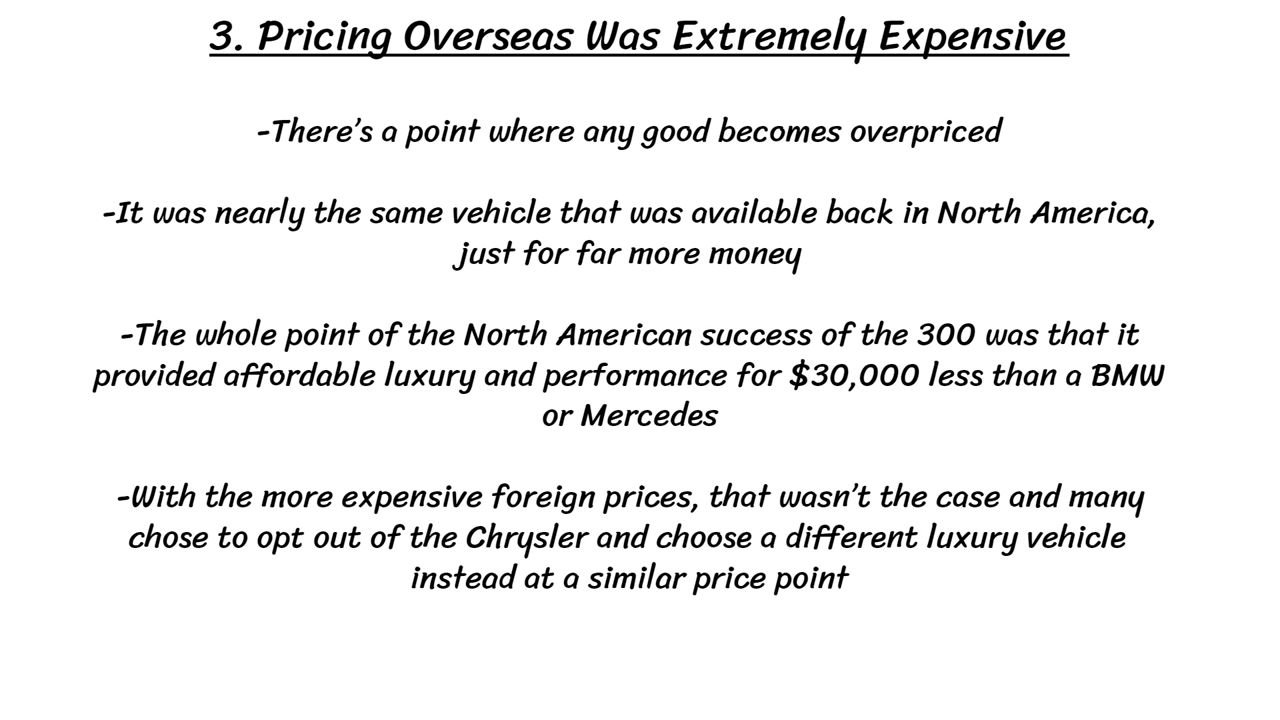 3. Pricing Overseas Was Extremely Expensive
-There’s a point where any good becomes overpriced
-It was nearly the same vehicle that was available back in North America,
just for far more money
-The whole point of the North American success of the 300 was that it
provided affordable luxury and performance for $30,000 less than a BMW
or Mercedes
-With the more expensive foreign prices, that wasn’t the case and many
chose to opt out of the Chrysler and choose a different luxury vehicle
instead at a similar price point